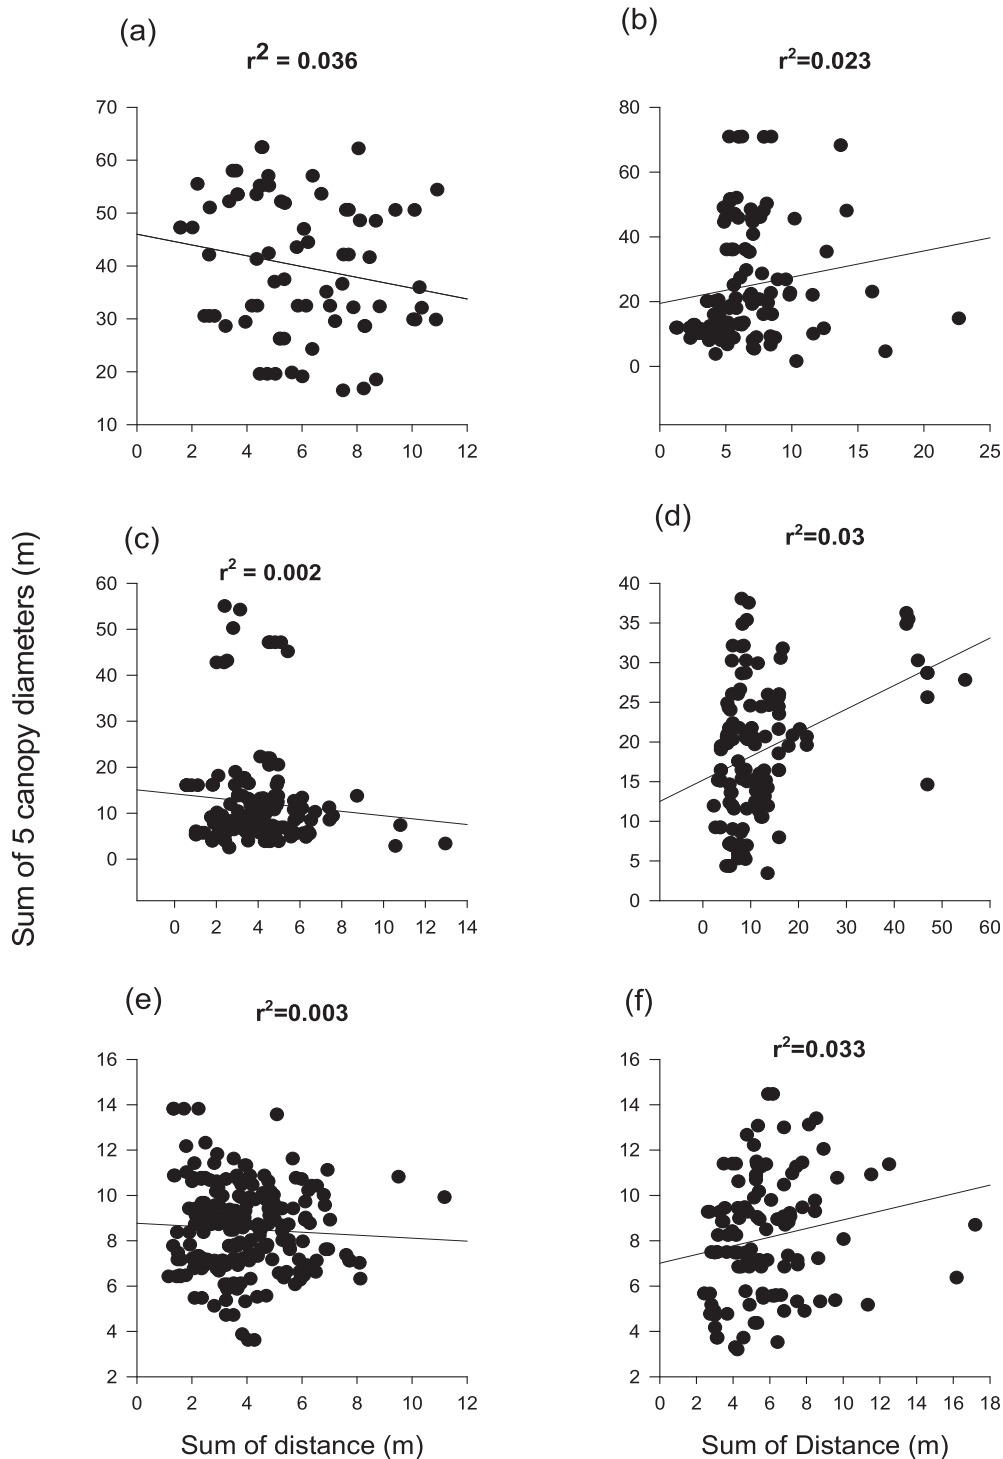 (a)
r² = 0.036
70
60
50
40
30
20
10
0 2 4 6 8 10 12
(b)
r²=0.023
80
60
40
20
0
0 5 10 15 20 25
Sum of 5 canopy diameters (m)
(c)
r² = 0.002
60
50
40
30
20
10
0
0 2 4 6 8 10 12 14
(d)
r²=0.03
40
35
30
25
20
15
10
5
0
0 10 20 30 40 50 60
(e)
r²=0.003
16
14
12
10
8
6
4
2
0 2 4 6 8 10 12
Sum of distance (m)
(f)
r²=0.033
16
14
12
10
8
6
4
2
0 2 4 6 8 10 12 14 16 18
Sum of Distance (m)